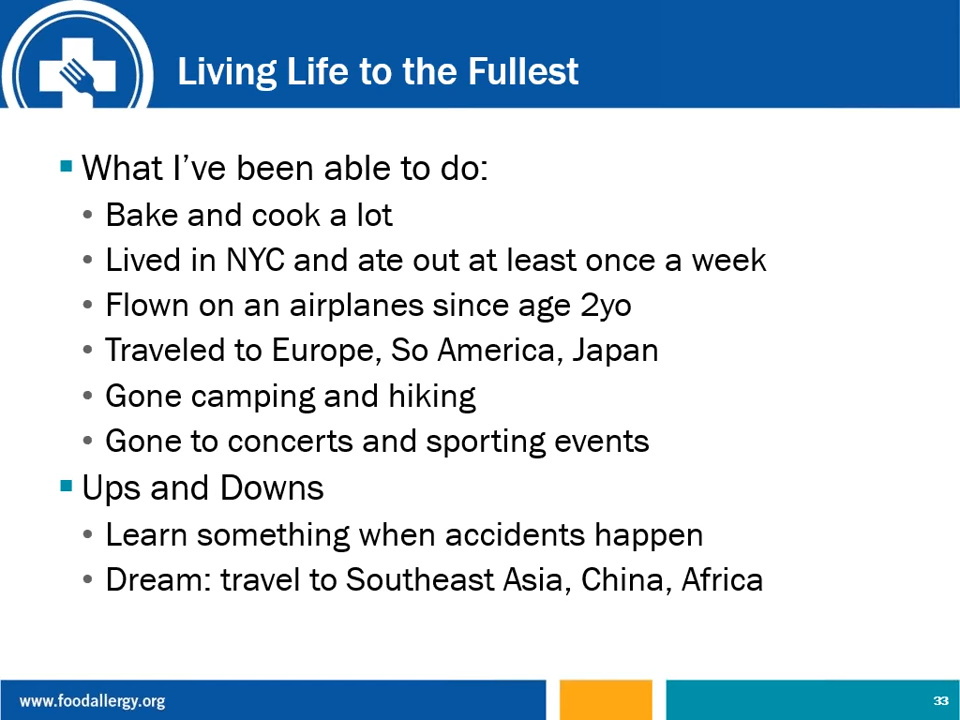 Living Life to the Fullest
What I’ve been able to do:
Bake and cook a lot
Lived in NYC and ate out at least once a week
Flown on an airplanes since age 2yo
Traveled to Europe, So America, Japan
Gone camping and hiking
Gone to concerts and sporting events
Ups and Downs
Learn something when accidents happen
Dream: travel to Southeast Asia, China, Africa
www.foodallergy.org
33